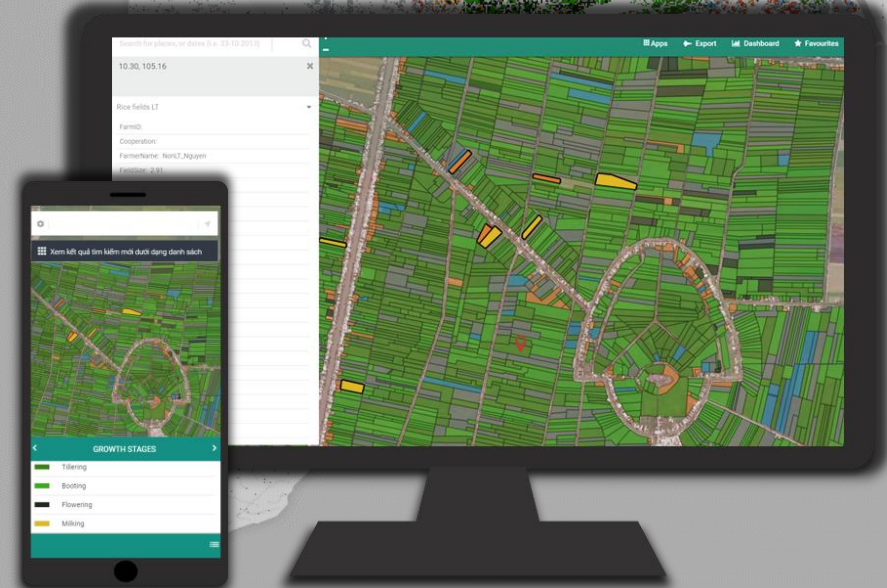 Search for places, or dates (i.e. 23-10-2012)
Apps
Export
Dashboard
Favourites
10.30, 105.16
Rice fields LT
FarmID:
Cooperation:
FarmerName: NonLT_Nguyen
FieldSize: 2.91
Xem kết quả tìm kiếm mới dưới dạng danh sách
GROWTH STAGES
Tillering
Booting
Flowering
Milking